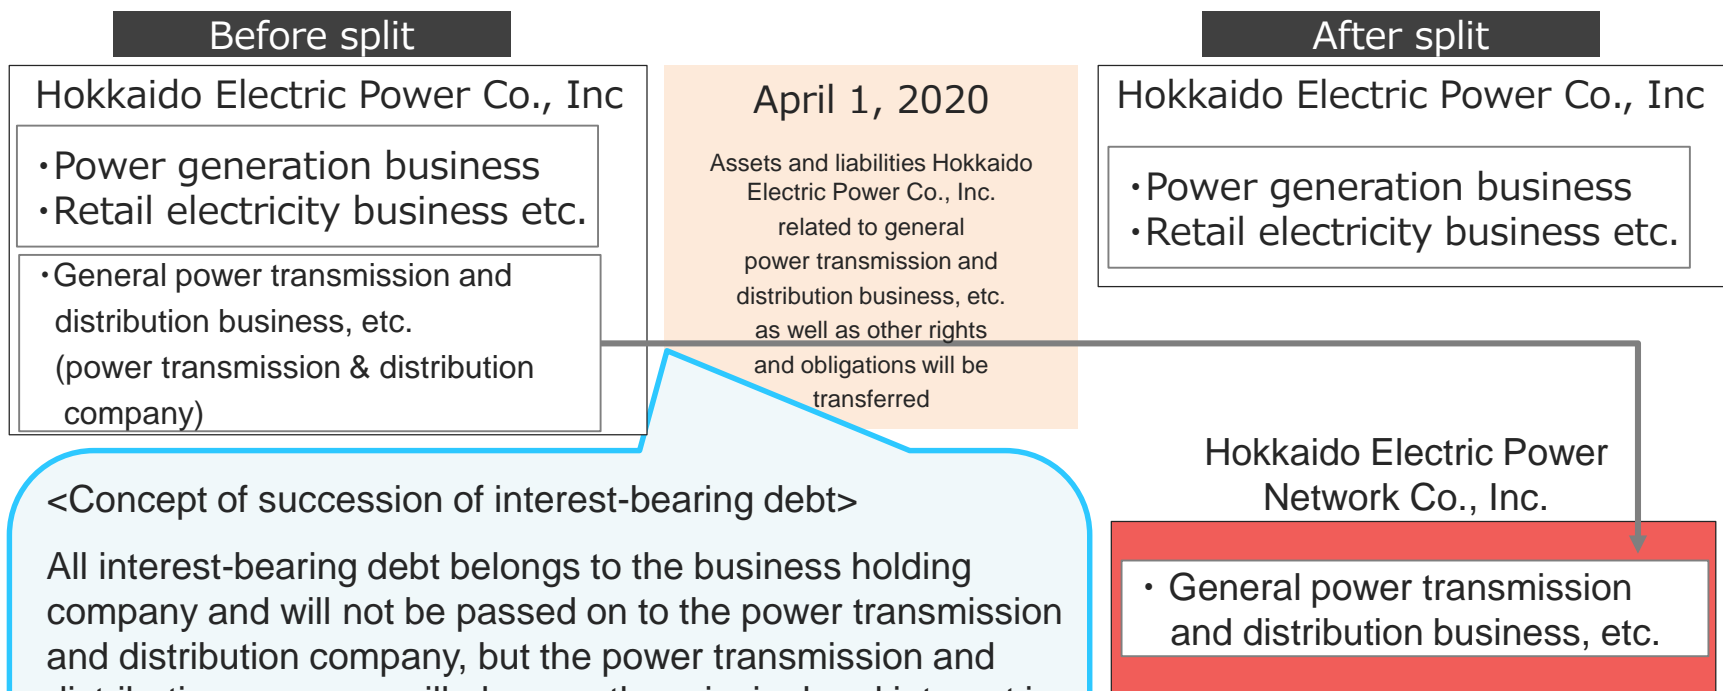 Before split
Hokkaido Electric Power Co., Inc
・Power generation business
・Retail electricity business etc.
・General power transmission and
distribution business, etc.
(power transmission & distribution
company)
April 1, 2020
Assets and liabilities Hokkaido
Electric Power Co., Inc.
related to general
power transmission and
distribution business, etc.
as well as other rights
and obligations will be
transferred
After split
Hokkaido Electric Power Co., Inc
・Power generation business
・Retail electricity business etc.
<Concept of succession of interest-bearing debt>
All interest-bearing debt belongs to the business holding
company and will not be passed on to the power transmission
and distribution company, but the power transmission and
Hokkaido Electric Power
Network Co., Inc.
・ General power transmission
and distribution business, etc.